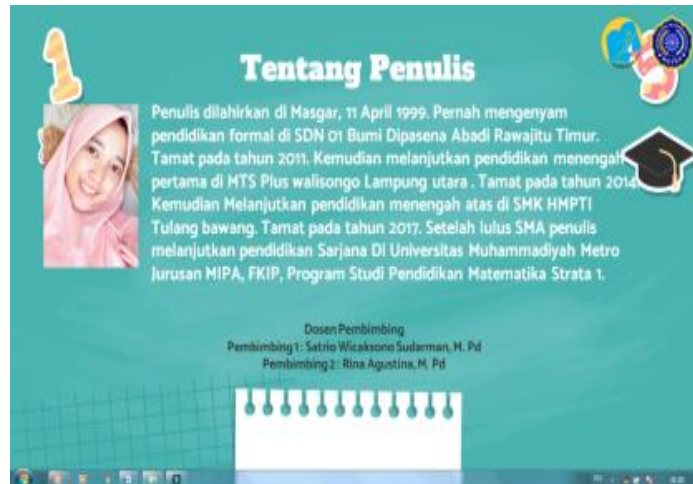 Tentang Penulis
Penulis dilahirkan di Masgar, 11 April 1999. Pernah mengenyam
pendidikan formal di SDN 01 Bumi Dipasena Abadi Rawajitu Timur.
Tamat pada tahun 2011. Kemudian melanjutkan pendidikan menengah
pertama di MTS Plus walisongo Lampung utara . Tamat pada tahun 2014.
Kemudian Melanjutkan pendidikan menengah atas di SMK HMPTI
Tulang bawang. Tamat pada tahun 2017. Setelah lulus SMA penulis
melanjutkan pendidikan Sarjana Di Universitas Muhammadiyah Metro
Jurusan MIPA, FKIP, Program Studi Pendidikan Matematika Strata 1.
Dosen Pembimbing
Pembimbing 1 : Satrio Wicaksono Sudarman, M. Pd
Pembimbing 2 : Rina Agustina, M. Pd